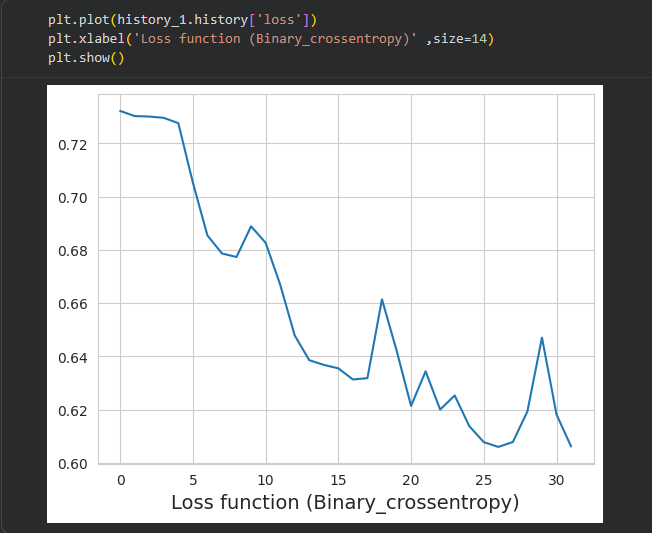 plt.plot(history_1.history['loss'])
plt.xlabel('Loss function (Binary_crossentropy)' ,size=14)
plt.show()
0.72
0.70
0.68
0.66
0.64
0.62
0.60
0 5 10 15 20 25 30
Loss function (Binary_crossentropy)